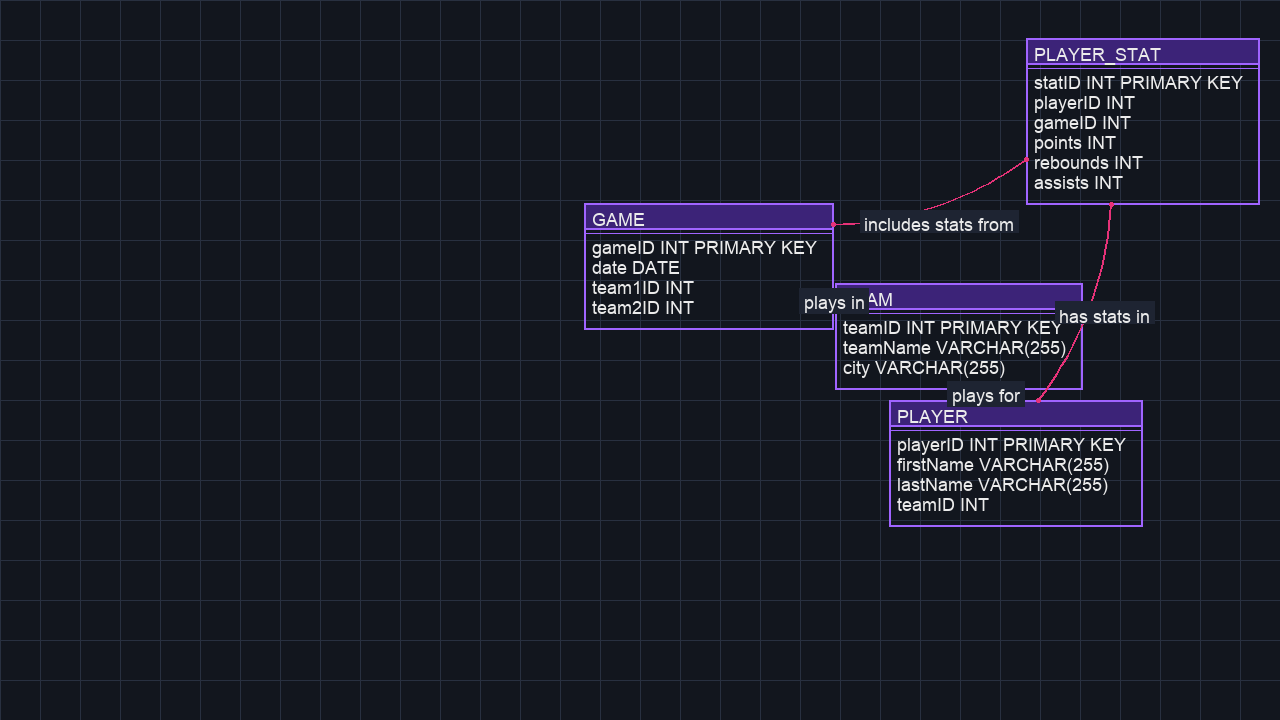 PLAYER_STAT
statID INT PRIMARY KEY
playerID INT
gameID INT
points INT
rebounds INT
assists INT
GAME
gameID INT PRIMARY KEY
date DATE
team1ID INT
team2ID INT
includes stats from
plays in
AM
teamID INT PRIMARY KEY
teamName VARCHAR(255)
city VARCHAR(255)
has stats in
plays for
PLAYER
playerID INT PRIMARY KEY
firstName VARCHAR(255)
lastName VARCHAR(255)
teamID INT